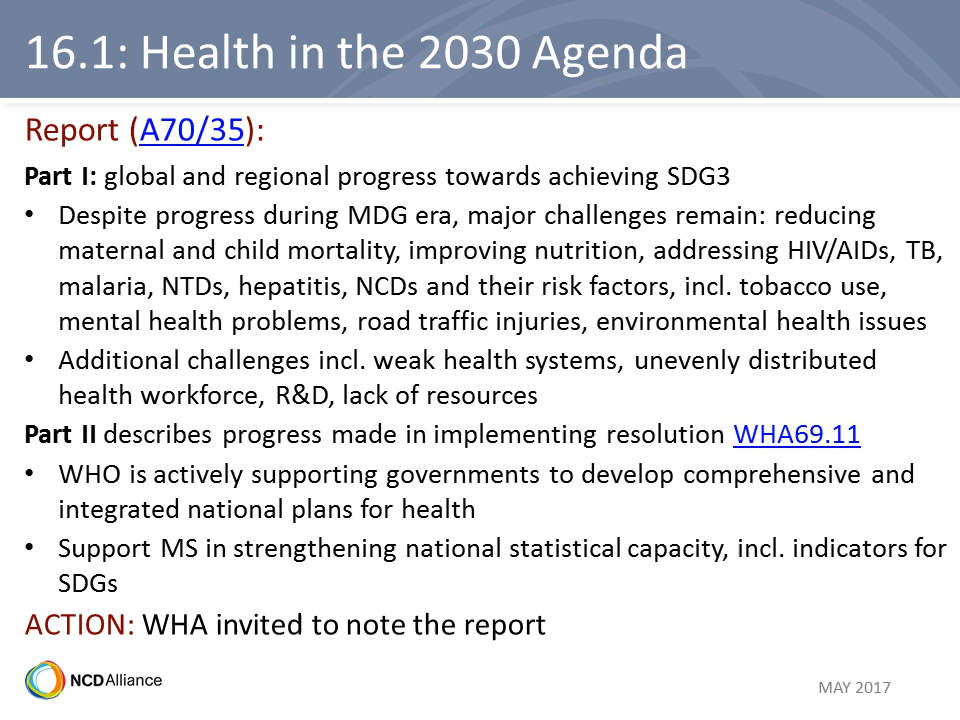 16.1: Health in the 2030 Agenda
Report (A70/35):
Part I: global and regional progress towards achieving SDG3
• Despite progress during MDG era, major challenges remain: reducing
maternal and child mortality, improving nutrition, addressing HIV/AIDs, TB,
malaria, NTDs, hepatitis, NCDs and their risk factors, incl. tobacco use,
mental health problems, road traffic injuries, environmental health issues
• Additional challenges incl. weak health systems, unevenly distributed
health workforce, R&D, lack of resources
Part II describes progress made in implementing resolution WHA69.11
• WHO is actively supporting governments to develop comprehensive and
integrated national plans for health
• Support MS in strengthening national statistical capacity, incl. indicators for
SDGs
ACTION: WHA invited to note the report
NCD Alliance
MAY 2017